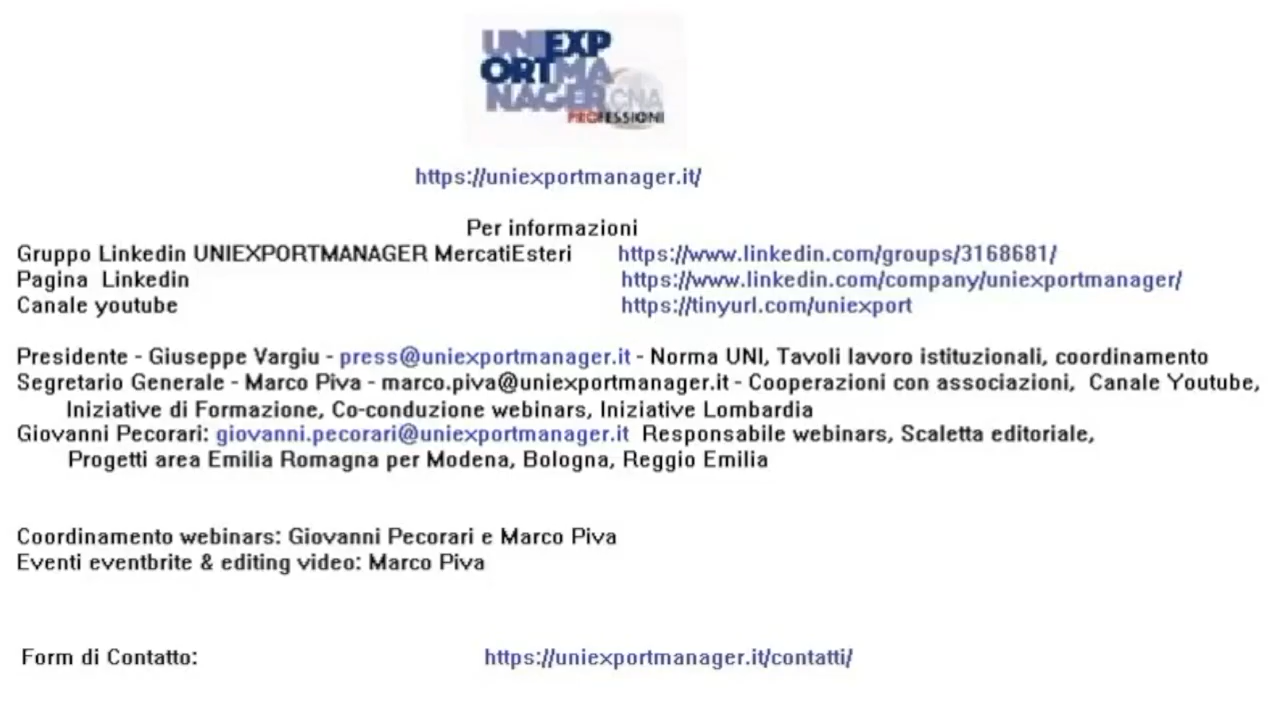 UNIEXP
ORTMA
NAGER CNA
PROFESSIONI
https://uniexportmanager.it/
Per informazioni
Gruppo Linkedin UNIEXPORTMANAGER MercatiEsteri https://www.linkedin.com/groups/3168681/
Pagina Linkedin https://www.linkedin.com/company/uniexportmanager/
Canale youtube https://tinyurl.com/uniexport
Presidente - Giuseppe Vargiu - press@uniexportmanager.it - Norma UNI, Tavoli lavoro istituzionali, coordinamento
Segretario Generale - Marco Piva - marco.piva@uniexportmanager.it - Cooperazioni con associazioni, Canale Youtube,
Iniziative di Formazione, Co-conduzione webinars, Iniziative Lombardia
Giovanni Pecorari: giovanni.pecorari@uniexportmanager.it Responsabile webinars, Scaletta editoriale,
Progetti area Emilia Romagna per Modena, Bologna, Reggio Emilia
Coordinamento webinars: Giovanni Pecorari e Marco Piva
Eventi eventbrite & editing video: Marco Piva
Form di Contatto: https://uniexportmanager.it/contatti/